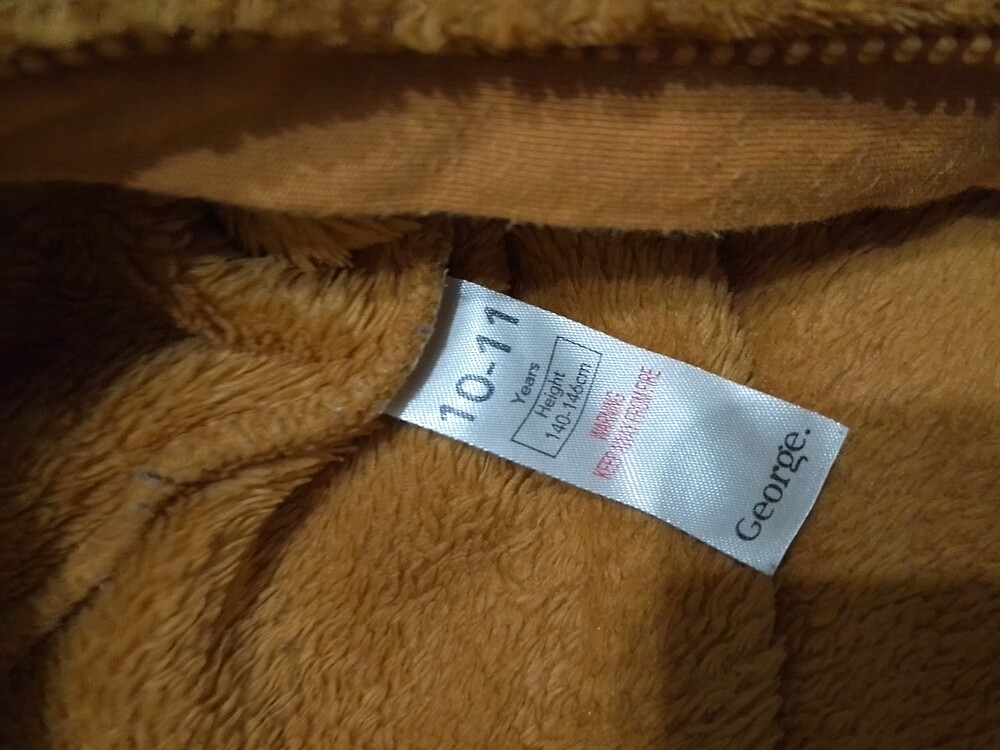 10-11
Years
Height
140-146cm
WARNING
KEEP AWAY FROM FIRE
George.